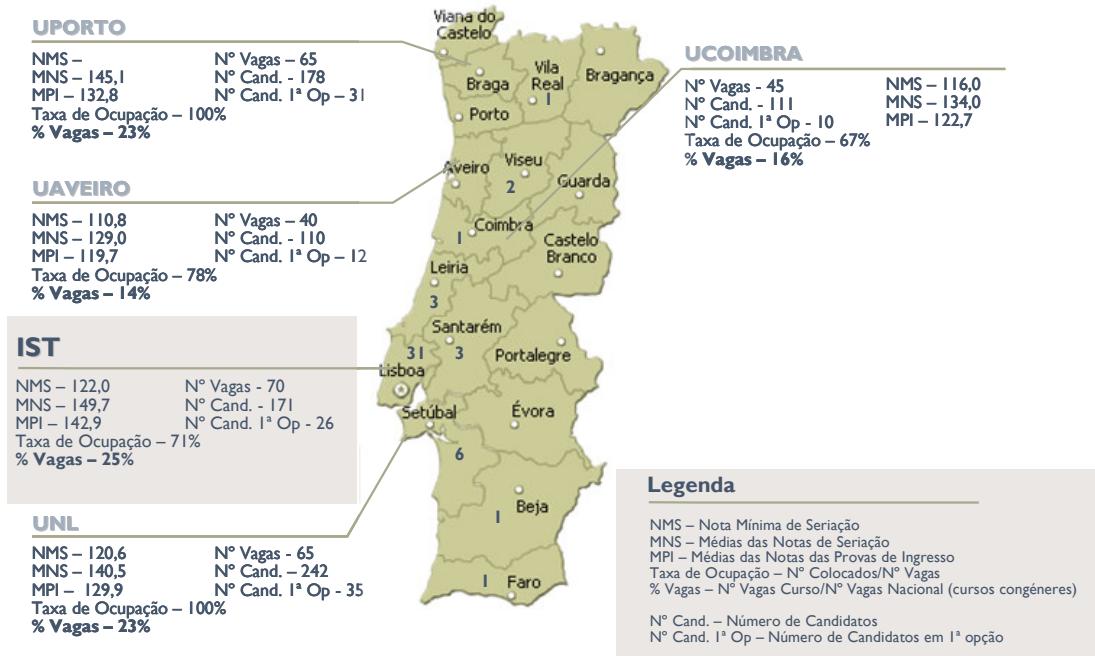 UPORTO
NMS –
MNS – 145,1
MPI – 132,8
Taxa de Ocupação – 100%
% Vagas – 23%
Nº Vagas – 65
Nº Cand. - 178
Nº Cand. 1ª Op – 31
UAVEIRO
NMS – 110,8
MNS – 129,0
MPI – 119,7
Taxa de Ocupação – 78%
% Vagas – 14%
Nº Vagas – 40
Nº Cand. - 110
Nº Cand. 1ª Op – 12
IST
NMS – 122,0
MNS – 149,7
MPI – 142,9
Taxa de Ocupação – 71%
% Vagas – 25%
Nº Vagas - 70
Nº Cand. - 171
Nº Cand. 1ª Op - 26
UNL
NMS – 120,6
MNS – 140,5
MPI – 129,9
Taxa de Ocupação – 100%
% Vagas – 23%
Nº Vagas - 65
Nº Cand. – 242
Nº Cand. 1ª Op - 35
Viana do
Castelo
Braga
Vila
Real
1
Bragança
Porto
Aveiro
Viseu
2
Guarda
Coimbra
1
Castelo
Branco
Leiria
3
Santarém
31
3
Lisboa
Portalegre
Setúbal
Évora
6
Beja
1
1
Faro
UCOIMBRA
Nº Vagas - 45
Nº Cand. - 111
Nº Cand. 1ª Op - 10
Taxa de Ocupação – 67%
% Vagas – 16%
NMS – 116,0
MNS – 134,0
MPI – 122,7
Legenda
NMS – Nota Mínima de Seriação
MNS – Médias das Notas de Seriação
MPI – Médias das Notas das Provas de Ingresso
Taxa de Ocupação – Nº Colocados/Nº Vagas
% Vagas – Nº Vagas Curso/Nº Vagas Nacional (cursos congéneres)
Nº Cand. – Número de Candidatos
Nº Cand. 1ª Op – Número de Candidatos em 1ª opção